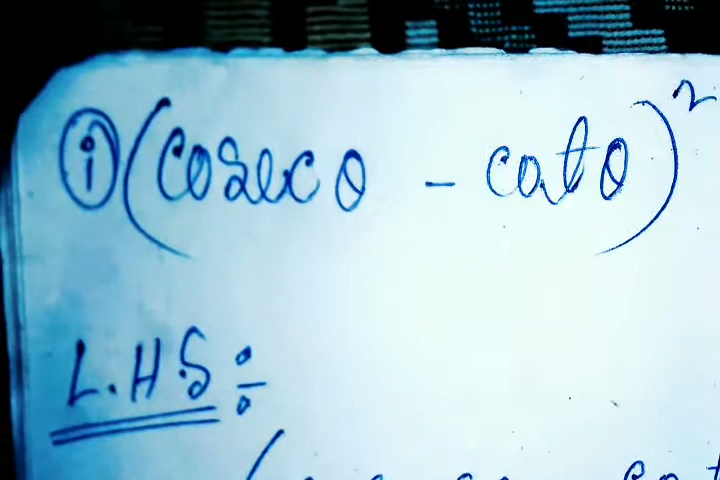 (i) (cosec θ - cot θ)²
L.H.S÷